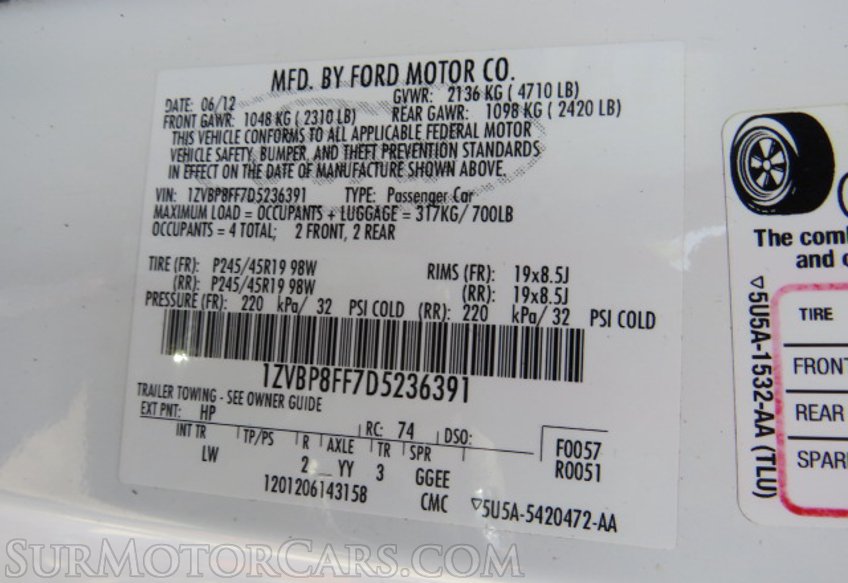 MFD. BY FORD MOTOR CO.
DATE: 06/12 GVWR: 2136 KG ( 4710 LB)
FRONT GAWR: 1048 KG ( 2310 LB) REAR GAWR: 1098 KG ( 2420 LB)
THIS VEHICLE CONFORMS TO ALL APPLICABLE FEDERAL MOTOR
VEHICLE SAFETY, BUMPER, AND THEFT PREVENTION STANDARDS
IN EFFECT ON THE DATE OF MANUFACTURE SHOWN ABOVE.
VIN: 1ZVBP8FF7D5236391 TYPE: Passenger Car
MAXIMUM LOAD = OCCUPANTS + LUGGAGE = 317KG/ 700LB
OCCUPANTS = 4 TOTAL; 2 FRONT, 2 REAR
TIRE (FR): P245/45R19 98W RIMS (FR): 19x8.5J
(RR): P245/45R19 98W (RR): 19x8.5J
PRESSURE (FR): 220 kPa/ 32 PSI COLD (RR): 220 kPa/ 32 PSI COLD
1ZVBP8FF7D5236391
TRAILER TOWING - SEE OWNER GUIDE
EXT PNT: HP RC: 74 DSO: F0057
INT TR TP/PS R AXLE TR SPR R0051
LW 2 YY 3 GGEE
1201206143158 CMC ▽5U5A-5420472-AA
The comb
and o
▽5U5A-1532-AA (TLU)
TIRE
FRONT
REAR
SPARE
SurMotorCars.com